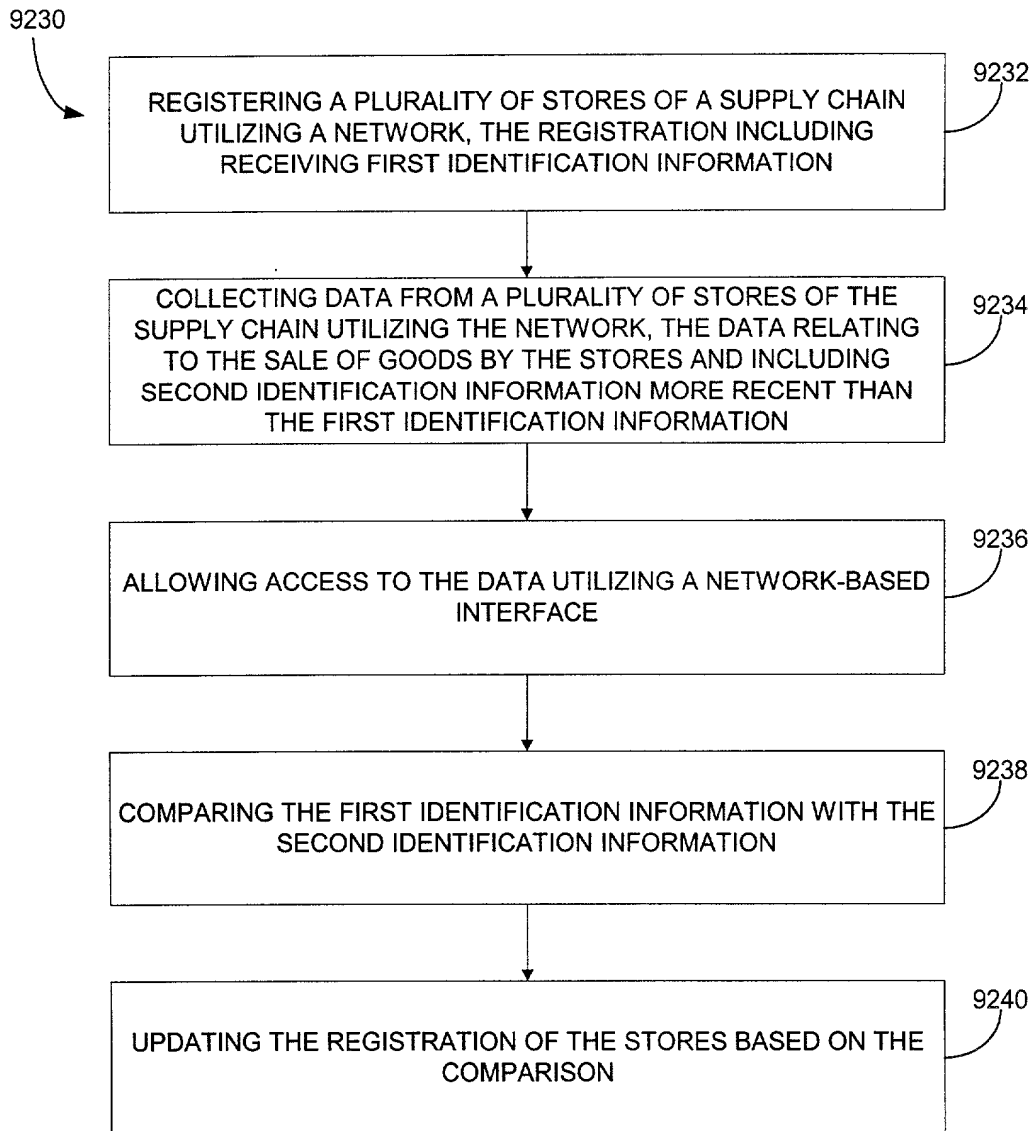 9230
9232
REGISTERING A PLURALITY OF STORES OF A SUPPLY CHAIN
UTILIZING A NETWORK, THE REGISTRATION INCLUDING
RECEIVING FIRST IDENTIFICATION INFORMATION
9234
COLLECTING DATA FROM A PLURALITY OF STORES OF THE
SUPPLY CHAIN UTILIZING THE NETWORK, THE DATA RELATING
TO THE SALE OF GOODS BY THE STORES AND INCLUDING
SECOND IDENTIFICATION INFORMATION MORE RECENT THAN
THE FIRST IDENTIFICATION INFORMATION
9236
ALLOWING ACCESS TO THE DATA UTILIZING A NETWORK-BASED
INTERFACE
9238
COMPARING THE FIRST IDENTIFICATION INFORMATION WITH THE
SECOND IDENTIFICATION INFORMATION
9240
UPDATING THE REGISTRATION OF THE STORES BASED ON THE
COMPARISON